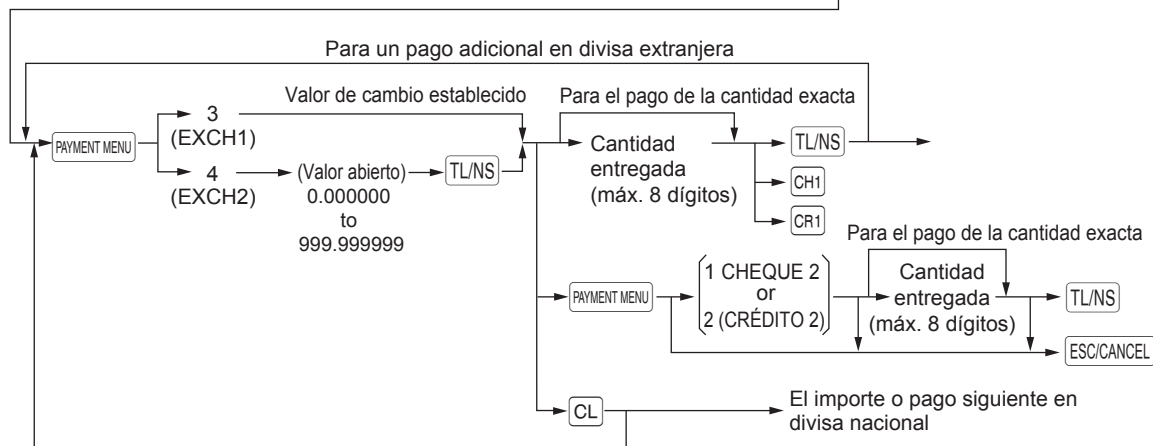 Para un pago adicional en divisa extranjera
Valor de cambio establecido
Para el pago de la cantidad exacta
PAYMENT MENU
3
(EXCH1)
4
(EXCH2)
(Valor abierto)
0.000000
to
999.999999
TL/NS
Cantidad
entregada
(máx. 8 dígitos)
TL/NS
CH1
CR1
Para el pago de la cantidad exacta
PAYMENT MENU
1 CHEQUE 2
or
2 (CRÉDITO 2)
Cantidad
entregada
(máx. 8 dígitos)
TL/NS
ESC/CANCEL
CL
El importe o pago siguiente en
divisa nacional